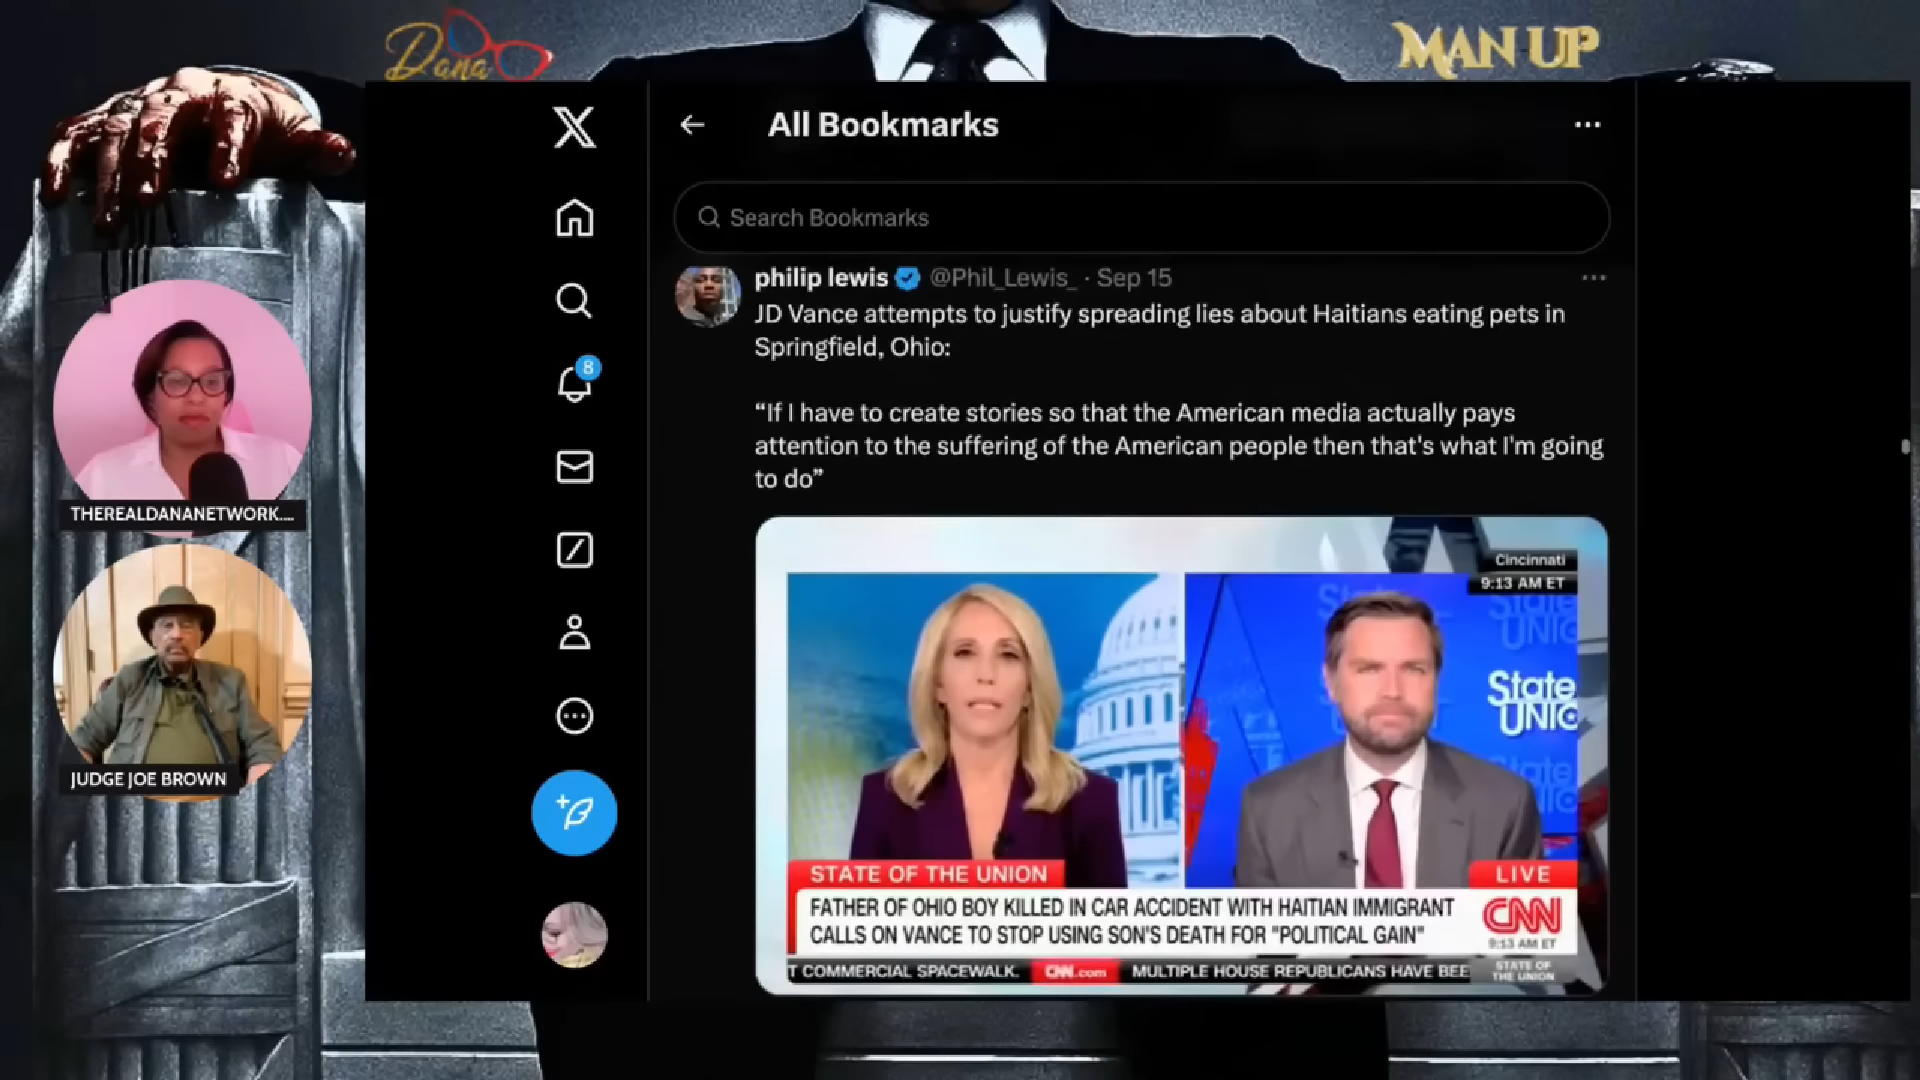 Dana
MAN UP
All Bookmarks
Search Bookmarks
philip lewis @Phil_Lewis_ · Sep 15
JD Vance attempts to justify spreading lies about Haitians eating pets in
Springfield, Ohio:
“If I have to create stories so that the American media actually pays
attention to the suffering of the American people then that's what I'm going
to do”
8
THEREALDANANETWORK....
JUDGE JOE BROWN
Cincinnati
9:13 AM ET
State
UNIO
STATE OF THE UNION
LIVE
FATHER OF OHIO BOY KILLED IN CAR ACCIDENT WITH HAITIAN IMMIGRANT
CALLS ON VANCE TO STOP USING SON'S DEATH FOR "POLITICAL GAIN"
CNN
9:13 AM ET
T COMMERCIAL SPACEWALK. CNN.com MULTIPLE HOUSE REPUBLICANS HAVE BEE
STATE OF
THE UNION